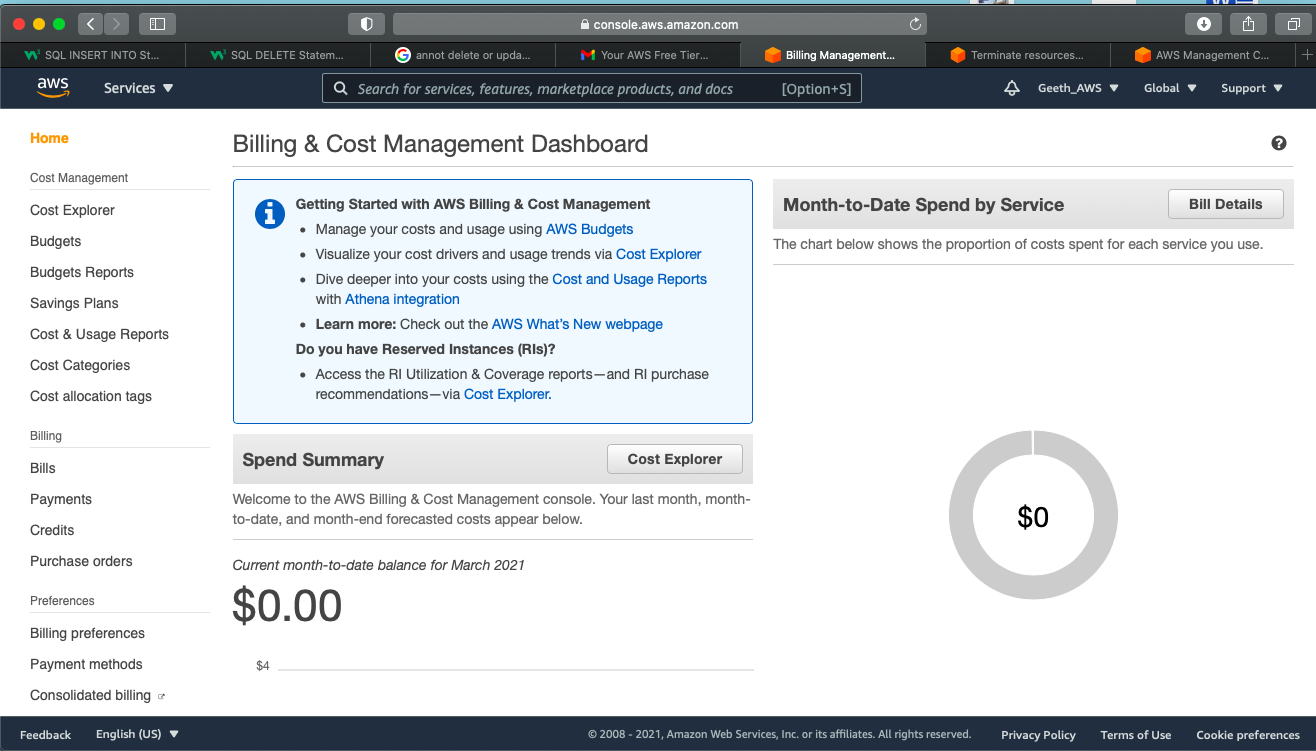 console.aws.amazon.com
SQL INSERT INTO St...
SQL DELETE Statem...
annot delete or upda...
Your AWS Free Tier...
Billing Management...
Terminate resources...
AWS Management C...
aws
Services
Search for services, features, marketplace products, and docs
[Option+S]
Geeth_AWS
Global
Support
Home
Cost Management
Cost Explorer
Budgets
Budgets Reports
Savings Plans
Cost & Usage Reports
Cost Categories
Cost allocation tags
Billing
Bills
Payments
Credits
Purchase orders
Preferences
Billing preferences
Payment methods
Consolidated billing
Billing & Cost Management Dashboard
Getting Started with AWS Billing & Cost Management
• Manage your costs and usage using AWS Budgets
• Visualize your cost drivers and usage trends via Cost Explorer
• Dive deeper into your costs using the Cost and Usage Reports
with Athena integration
• Learn more: Check out the AWS What's New webpage
Do you have Reserved Instances (RIs)?
• Access the RI Utilization & Coverage reports—and RI purchase
recommendations—via Cost Explorer.
Spend Summary
Cost Explorer
Welcome to the AWS Billing & Cost Management console. Your last month, month-
to-date, and month-end forecasted costs appear below.
Current month-to-date balance for March 2021
$0.00
$4
Month-to-Date Spend by Service
Bill Details
The chart below shows the proportion of costs spent for each service you use.
$0
Feedback
English (US)
© 2008 - 2021, Amazon Web Services, Inc. or its affiliates. All rights reserved.
Privacy Policy
Terms of Use
Cookie preferences